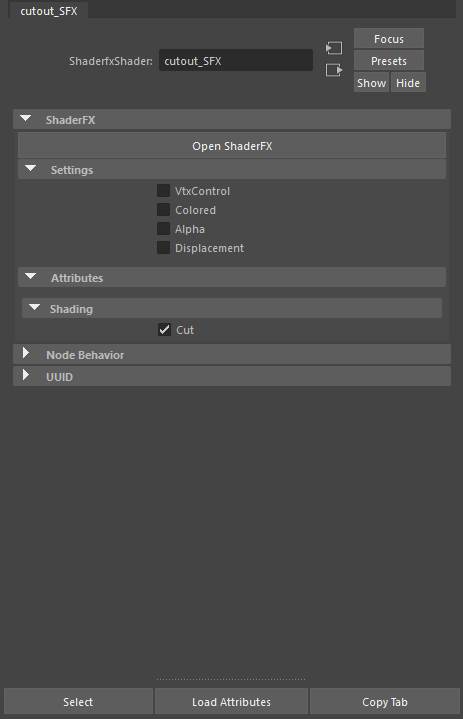 cutout_SFX
ShaderfxShader: cutout_SFX
Focus
Presets
Show Hide
ShaderFX
Open ShaderFX
Settings
VtxControl
Colored
Alpha
Displacement
Attributes
Shading
Cut
Node Behavior
UUID
Select Load Attributes Copy Tab